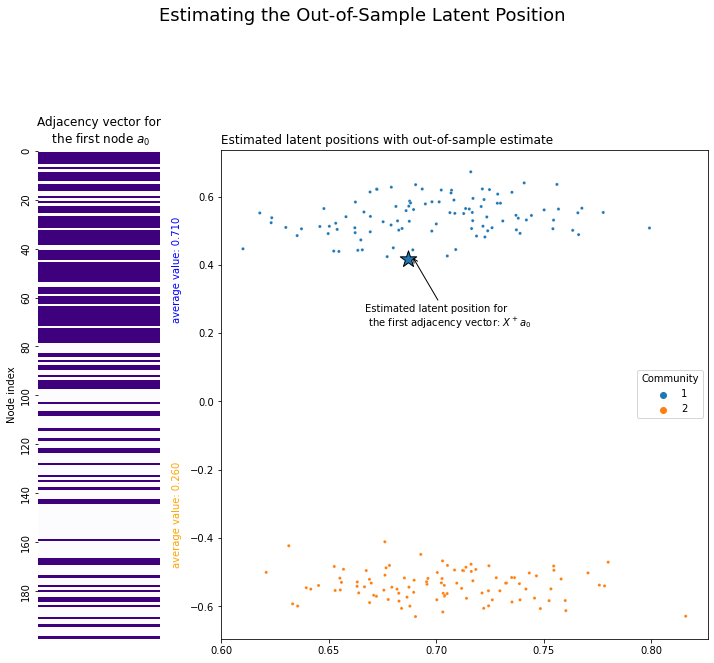 Estimating the Out-of-Sample Latent Position
Adjacency vector for
the first node a₀
0
20
40
60
80
100
120
140
160
180
Node index
average value: 0.710
average value: 0.260
Estimated latent positions with out-of-sample estimate
0.6
0.4
0.2
0.0
−0.2
−0.4
−0.6
Estimated latent position for
the first adjacency vector: X⁺a₀
Community
1
2
0.60
0.65
0.70
0.75
0.80